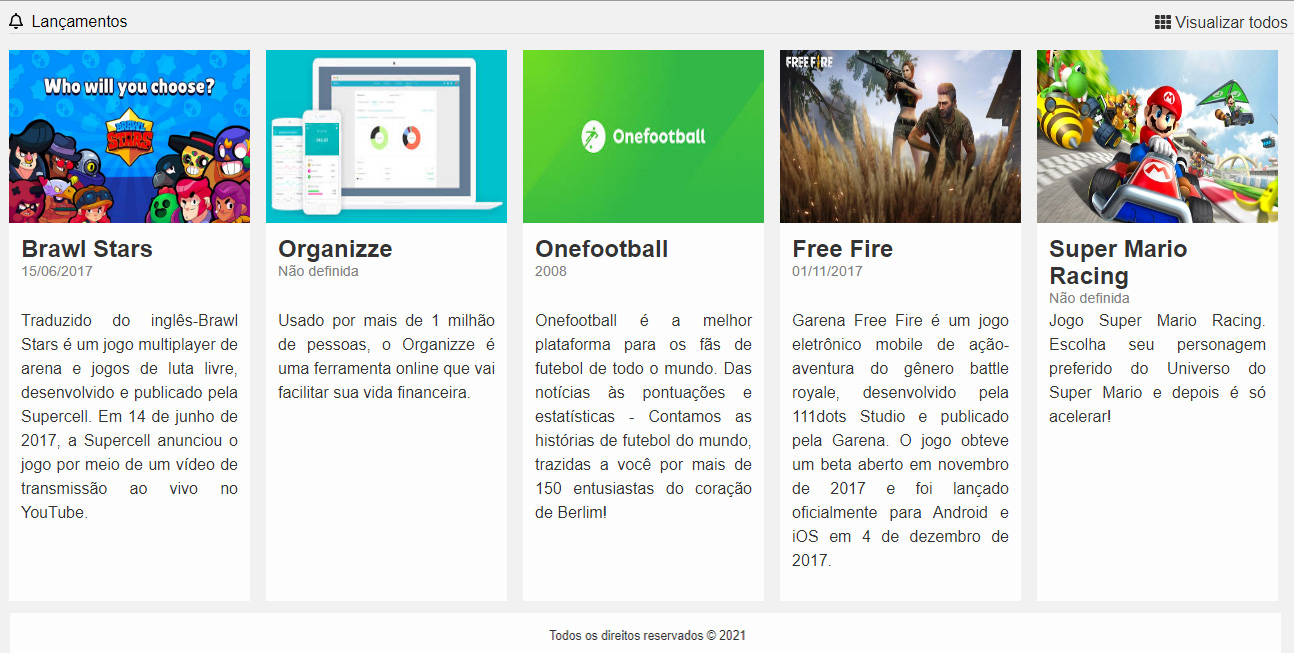 Lançamentos
Visualizar todos
Who will you choose?
BRAWL
STARS
Brawl Stars
15/06/2017
Traduzido do inglês-Brawl
Stars é um jogo multiplayer de
arena e jogos de luta livre,
desenvolvido e publicado pela
Supercell. Em 14 de junho de
2017, a Supercell anunciou o
jogo por meio de um vídeo de
transmissão ao vivo no
YouTube.
Organizze
Não definida
Usado por mais de 1 milhão
de pessoas, o Organizze é
uma ferramenta online que vai
facilitar sua vida financeira.
Onefootball
Onefootball
2008
Onefootball é a melhor
plataforma para os fãs de
futebol de todo o mundo. Das
notícias às pontuações e
estatísticas - Contamos as
histórias de futebol do mundo,
trazidas a você por mais de
150 entusiastas do coração
de Berlim!
FREE FIRE
Free Fire
01/11/2017
Garena Free Fire é um jogo
eletrônico mobile de ação-
aventura do gênero battle
royale, desenvolvido pela
111dots Studio e publicado
pela Garena. O jogo obteve
um beta aberto em novembro
de 2017 e foi lançado
oficialmente para Android e
iOS em 4 de dezembro de
2017.
Super Mario
Racing
Não definida
Jogo Super Mario Racing.
Escolha seu personagem
preferido do Universo do
Super Mario e depois é só
acelerar!
Todos os direitos reservados © 2021